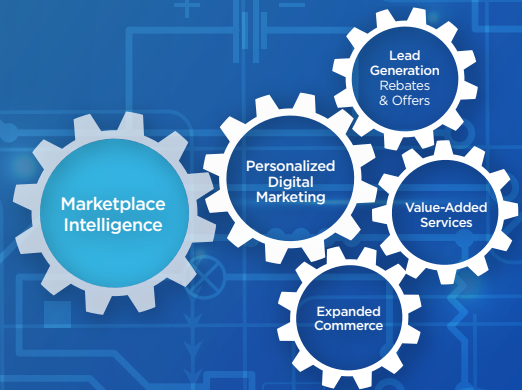 Lead
Generation
Rebates
& Offers
Personalized
Digital
Marketing
Marketplace
Intelligence
Value-Added
Services
Expanded
Commerce